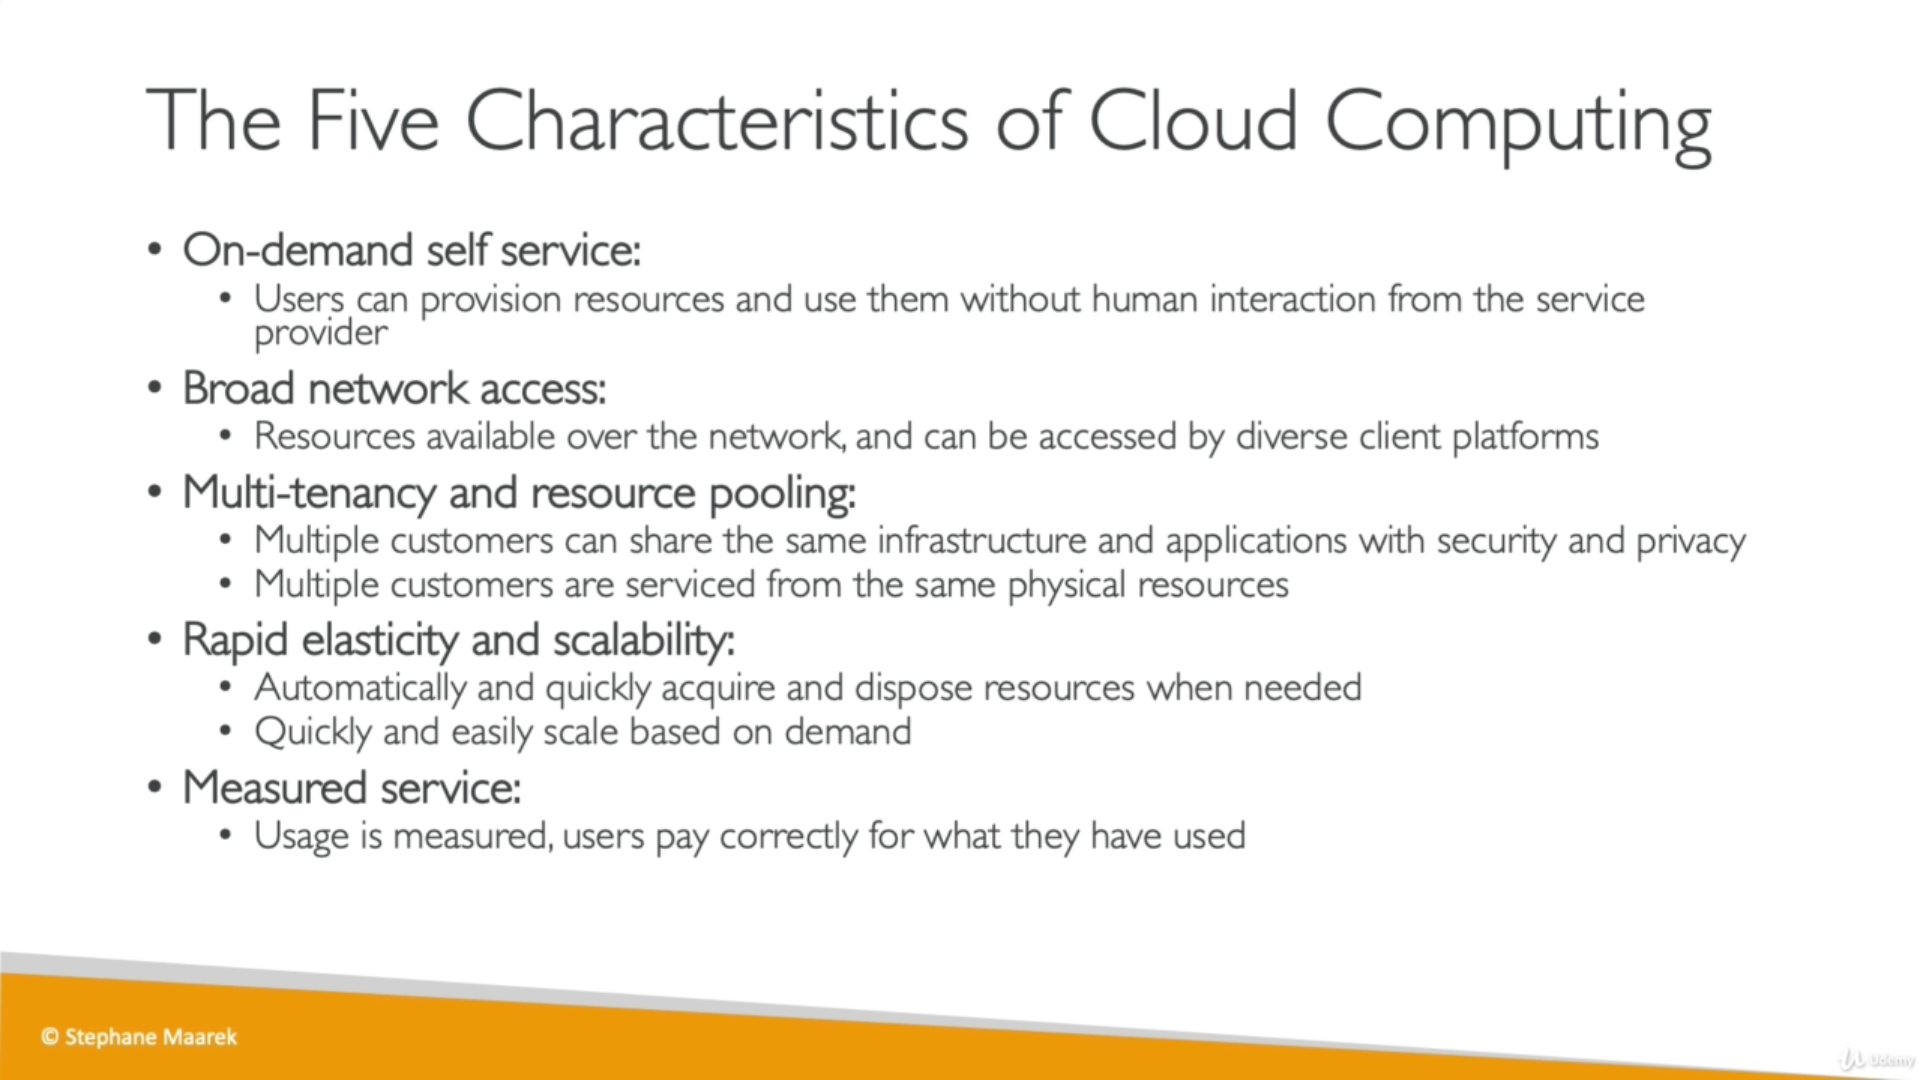 The Five Characteristics of Cloud Computing
• On-demand self service:
• Users can provision resources and use them without human interaction from the service
provider
• Broad network access:
• Resources available over the network, and can be accessed by diverse client platforms
• Multi-tenancy and resource pooling:
• Multiple customers can share the same infrastructure and applications with security and privacy
• Multiple customers are serviced from the same physical resources
• Rapid elasticity and scalability:
• Automatically and quickly acquire and dispose resources when needed
• Quickly and easily scale based on demand
• Measured service:
• Usage is measured, users pay correctly for what they have used
© Stephane Maarek
Udemy